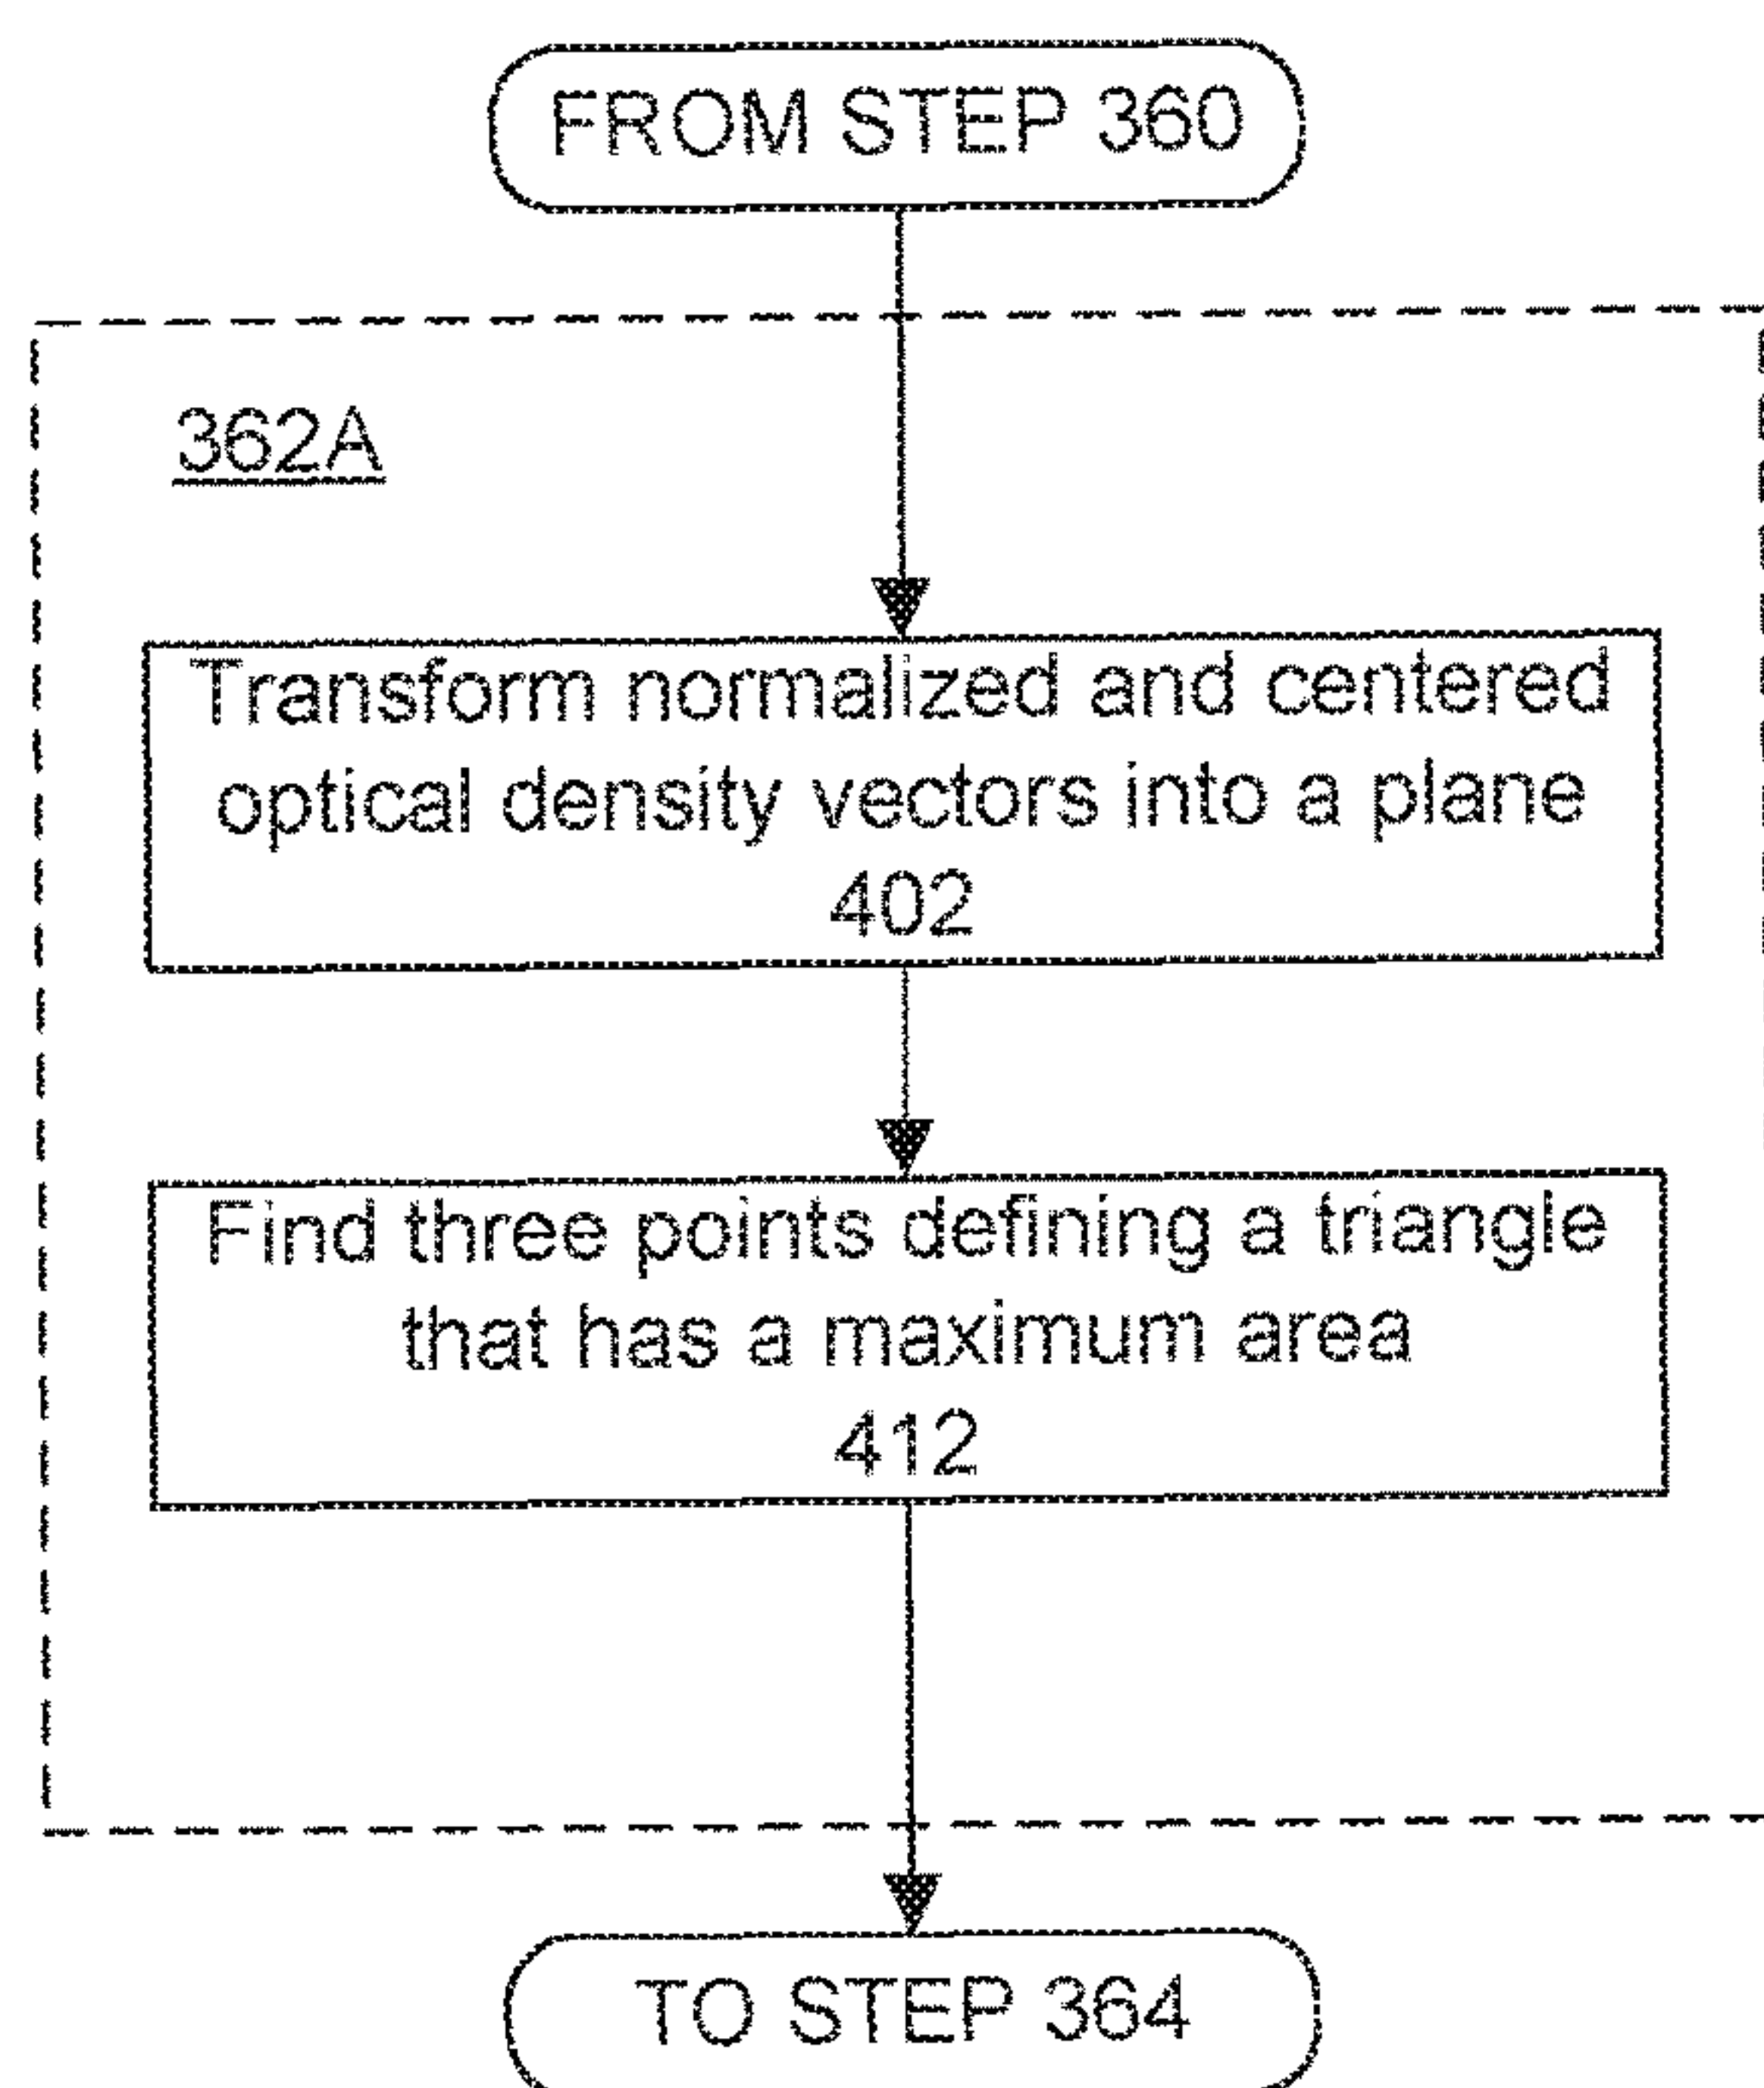 FROM STEP 360
362A
Transform normalized and centered
optical density vectors into a plane
402
Find three points defining a triangle
that has a maximum area
412
TO STEP 364